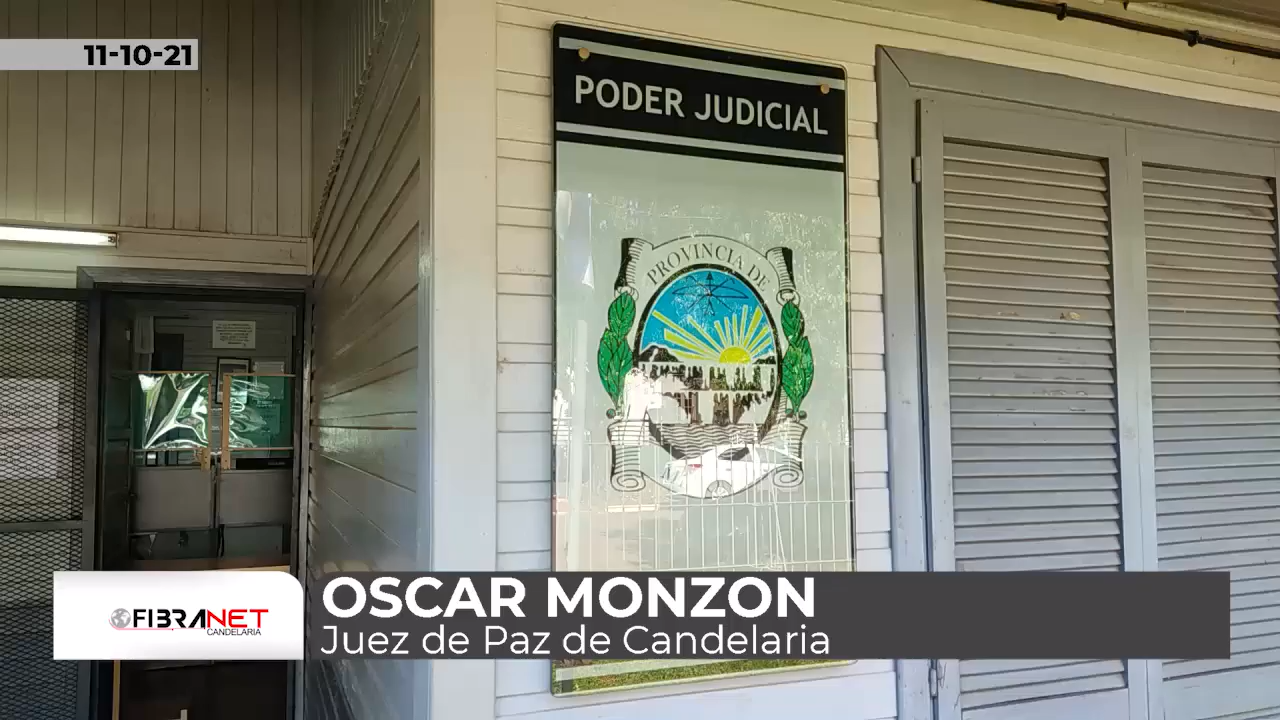 11-10-21
PODER JUDICIAL
PROVINCIA DE
FIBRANET
CANDELARIA
OSCAR MONZON
Juez de Paz de Candelaria